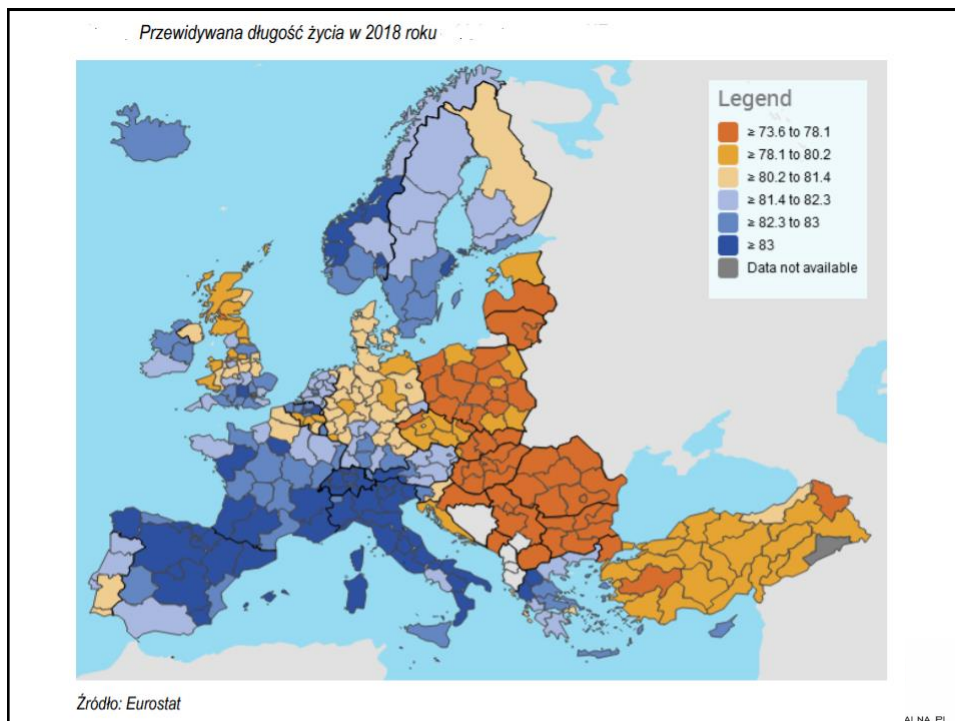 Przewidywana długość życia w 2018 roku
Legend
≥ 73.6 to 78.1
≥ 78.1 to 80.2
≥ 80.2 to 81.4
≥ 81.4 to 82.3
≥ 82.3 to 83
≥ 83
Data not available
Źródło: Eurostat